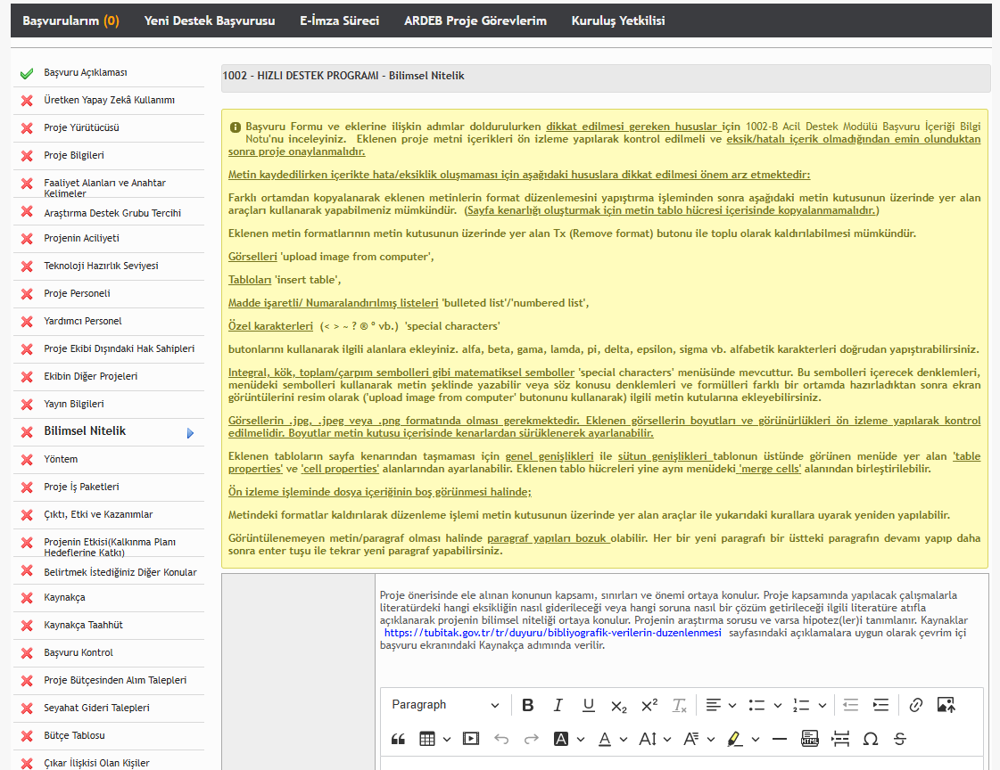 Başvurularım (0) Yeni Destek Başvurusu E-İmza Süreci ARDEB Proje Görevlerim Kuruluş Yetkilisi
Başvuru Açıklaması
Üretken Yapay Zekâ Kullanımı
Proje Yürütücüsü
Proje Bilgileri
Faaliyet Alanları ve Anahtar
Kelimeler
Araştırma Destek Grubu Tercihi
Projenin Aciliyeti
Teknoloji Hazırlık Seviyesi
Proje Personeli
Yardımcı Personel
Proje Ekibi Dışındaki Hak Sahipleri
Ekibin Diğer Projeleri
Yayın Bilgileri
Bilimsel Nitelik
Yöntem
Proje İş Paketleri
Çıktı, Etki ve Kazanımlar
Projenin Etkisi(Kalkınma Planı
Hedeflerine Katkı)
Belirtmek İstediğiniz Diğer Konular
Kaynakça
Kaynakça Taahhüt
Başvuru Kontrol
Proje Bütçesinden Alım Talepleri
Seyahat Gideri Talepleri
Bütçe Tablosu
Çıkar İlişkisi Olan Kişiler
1002 - HIZLI DESTEK PROGRAMI - Bilimsel Nitelik
Başvuru Formu ve eklerine ilişkin adımlar doldurulurken dikkat edilmesi gereken hususlar için 1002-B Acil Destek Modülü Başvuru İçeriği Bilgi
Notu'nu inceleyiniz. Eklenen proje metni içerikleri ön izleme yapılarak kontrol edilmeli ve eksik/hatalı içerik olmadığından emin olunduktan
sonra proje onaylanmalıdır.
Metin kaydedilirken içerikte hata/eksiklik oluşmaması için aşağıdaki hususlara dikkat edilmesi önem arz etmektedir:
Farklı ortamdan kopyalanarak eklenen metinlerin format düzenlemesini yapıştırma işleminden sonra aşağıdaki metin kutusunun üzerinde yer alan
araçları kullanarak yapabilmeniz mümkündür. (Sayfa kenarlığı oluşturmak için metin tablo hücresi içerisinde kopyalanmamalıdır.)
Eklenen metin formatlarının metin kutusunun üzerinde yer alan Tx (Remove format) butonu ile toplu olarak kaldırılabilmesi mümkündür.
Görselleri 'upload image from computer',
Tabloları 'insert table',
Madde işaretli/ Numaralandırılmış listeleri 'bulleted list'/'numbered list',
Özel karakterleri (< > ~ ? ® ° vb.) 'special characters'
butonlarını kullanarak ilgili alanlara ekleyiniz. alfa, beta, gama, lamda, pi, delta, epsilon, sigma vb. alfabetik karakterleri doğrudan yapıştırabilirsiniz.
Integral, kök, toplam/çarpım sembolleri gibi matematiksel semboller 'special characters' menüsünde mevcuttur. Bu sembolleri içerecek denklemleri,
menüdeki sembolleri kullanarak metin şeklinde yazabilir veya söz konusu denklemleri ve formülleri farklı bir ortamda hazırladıktan sonra ekran
görüntülerini resim olarak ('upload image from computer' butonunu kullanarak) ilgili metin kutularına ekleyebilirsiniz.
Görsellerin .jpg, .jpeg veya .png formatında olması gerekmektedir. Eklenen görsellerin boyutları ve görünürlükleri ön izleme yapılarak kontrol
edilmelidir. Boyutlar metin kutusu içerisinde kenarlardan sürüklenerek ayarlanabilir.
Eklenen tabloların sayfa kenarından taşmaması için genel genişlikleri ile sütun genişlikleri tablonun üstünde görünen menüde yer alan 'table
properties' ve 'cell properties' alanlarından ayarlanabilir. Eklenen tablo hücreleri yine aynı menüdeki 'merge cells' alanından birleştirilebilir.
Ön izleme işleminde dosya içeriğinin boş görünmesi halinde;
Metindeki formatlar kaldırılarak düzenleme işlemi metin kutusunun üzerinde yer alan araçlar ile yukarıdaki kurallara uyarak yeniden yapılabilir.
Görüntülenemeyen metin/paragraf olması halinde paragraf yapıları bozuk olabilir. Her bir yeni paragrafı bir üstteki paragrafın devamı yapıp daha
sonra enter tuşu ile tekrar yeni paragraf yapabilirsiniz.
Proje önerisinde ele alınan konunun kapsamı, sınırları ve önemi ortaya konulur. Proje kapsamında yapılacak çalışmalarla
literatürdeki hangi eksikliğin nasıl giderileceği veya hangi soruna nasıl bir çözüm getirileceği ilgili literatüre atıfla
açıklanarak projenin bilimsel niteliği ortaya konulur. Projenin araştırma sorusu ve varsa hipotez(ler)i tanımlanır. Kaynaklar
https://tubitak.gov.tr/tr/duyuru/bibliyografik-verilerin-duzenlenmesi sayfasındaki açıklamalara uygun olarak çevrim içi
başvuru ekranındaki Kaynakça adımında verilir.
Paragraph